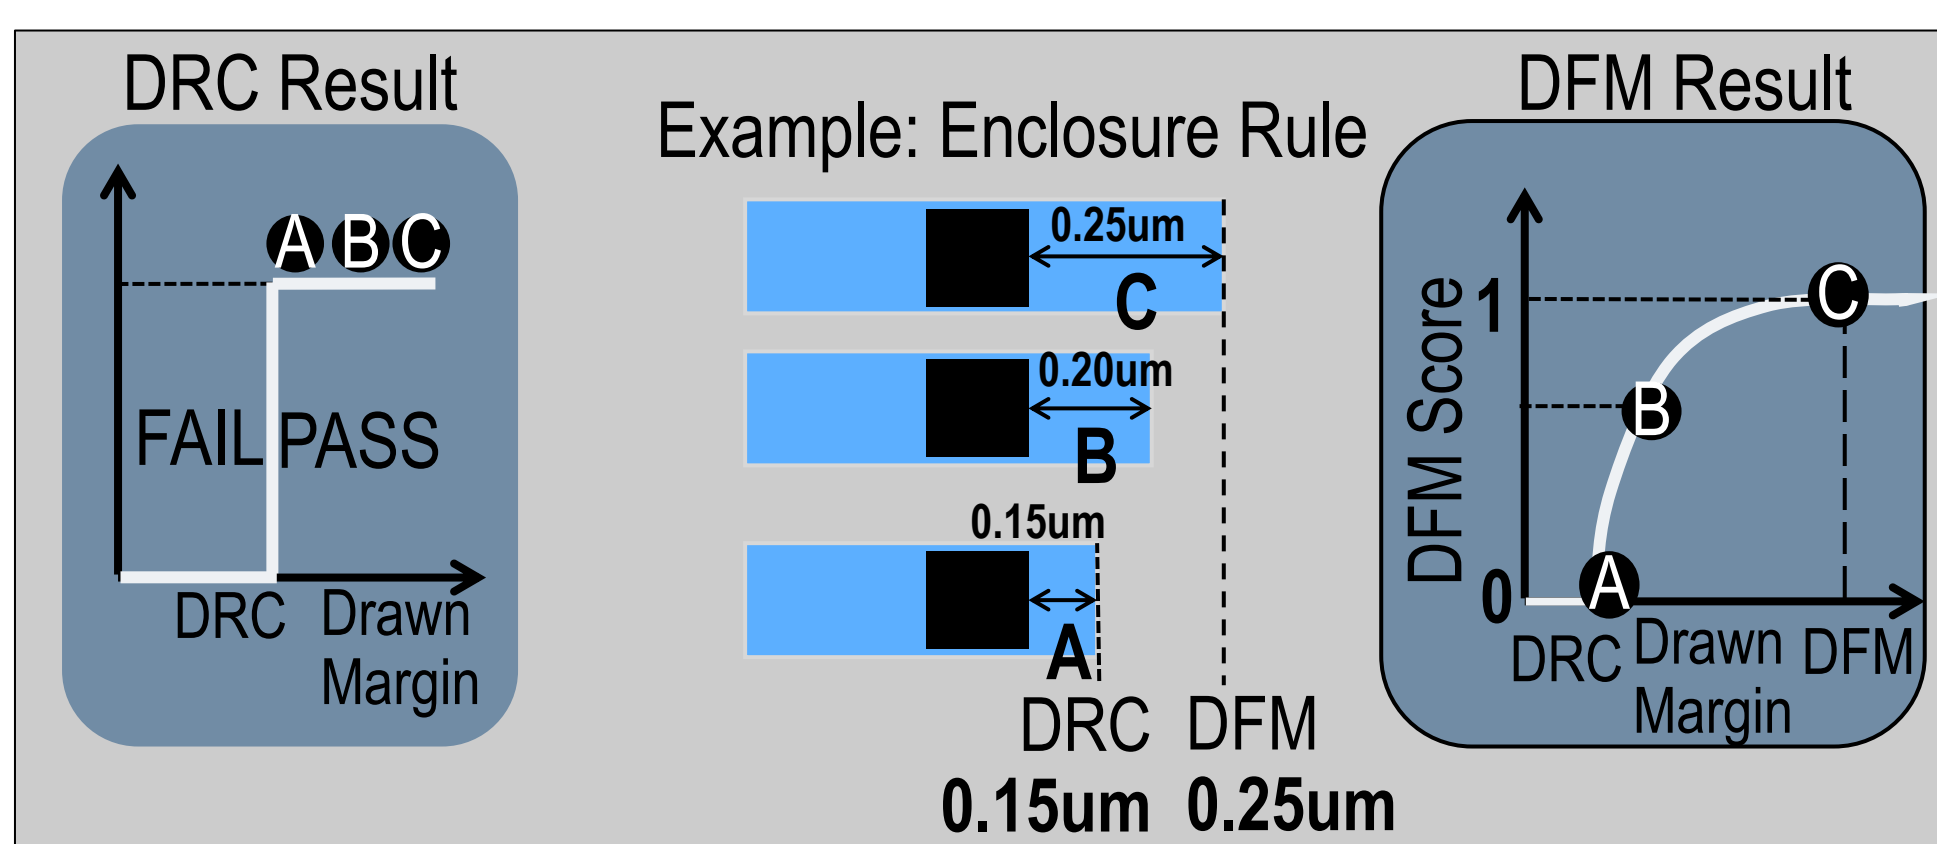 DRC Result
A B C
FAIL PASS
DRC Drawn
Margin
Example: Enclosure Rule
0.25um
C
0.20um
B
0.15um
A
DRC DFM
0.15um 0.25um
DFM Result
DFM Score
1
C
B
0
A
DRC Drawn DFM
Margin